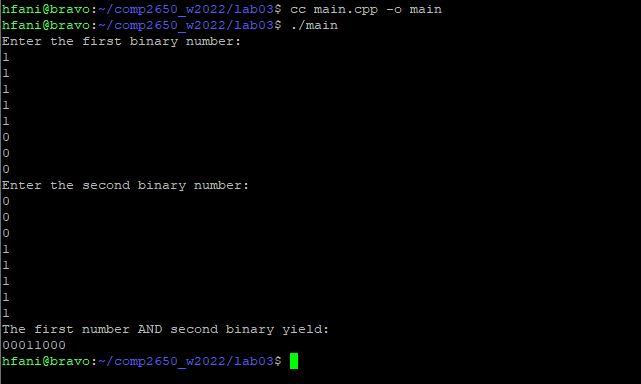 hfani@bravo:~/comp2650_w2022/lab03$ cc main.cpp -o main
hfani@bravo:~/comp2650_w2022/lab03$ ./main
Enter the first binary number:
1
1
1
1
1
0
0
0
Enter the second binary number:
0
0
0
1
1
1
1
1
The first number AND second binary yield:
00011000
hfani@bravo:~/comp2650_w2022/lab03$